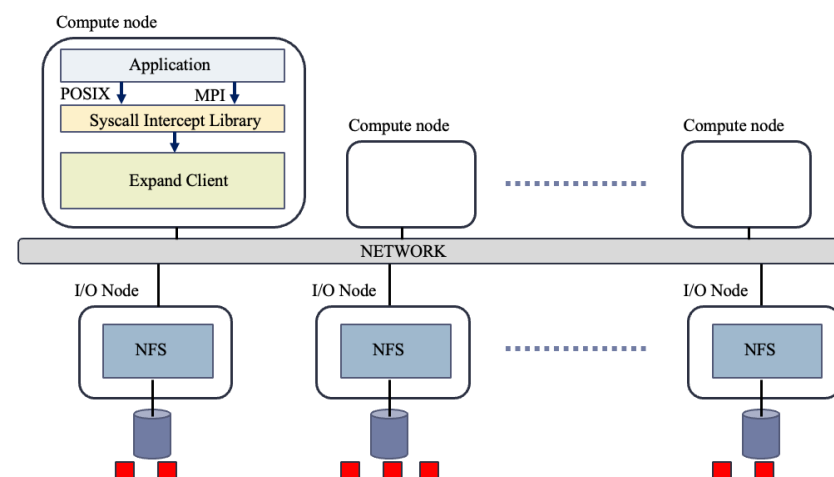 Compute node
Application
POSIX
MPI
Syscall Intercept Library
Expand Client
Compute node
Compute node
NETWORK
I/O Node
I/O Node
I/O Node
NFS
NFS
NFS